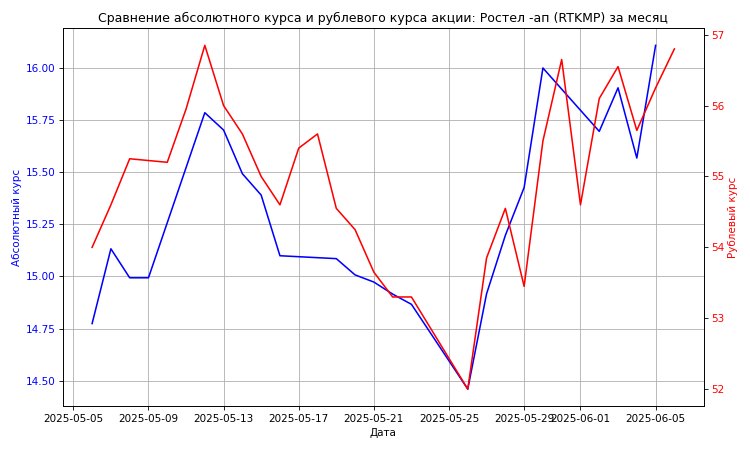 Сравнение абсолютного курса и рублевого курса акции: Ростел -ап (RTKMP) за месяц
Абсолютный курс
16.00
15.75
15.50
15.25
15.00
14.75
14.50
57
56
55
54
53
52
Рублевый курс
2025-05-05 2025-05-09 2025-05-13 2025-05-17 2025-05-21 2025-05-25 2025-05-29 2025-06-01 2025-06-05
Дата